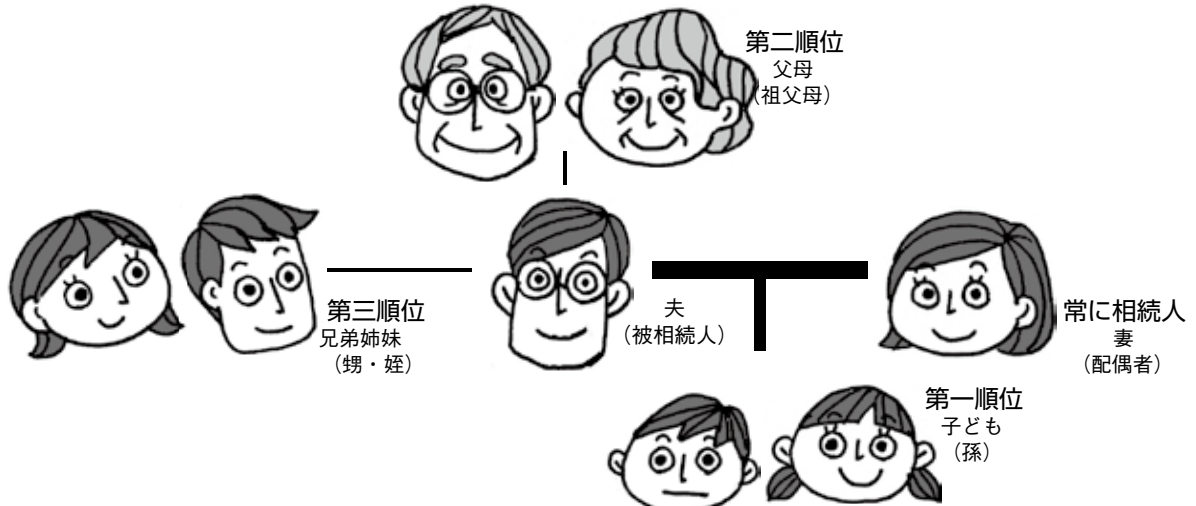 第二順位
父母
(祖父母)
第三順位
兄弟姉妹
(甥・姪)
夫
(被相続人)
常に相続人
妻
(配偶者)
第一順位
子ども
(孫)